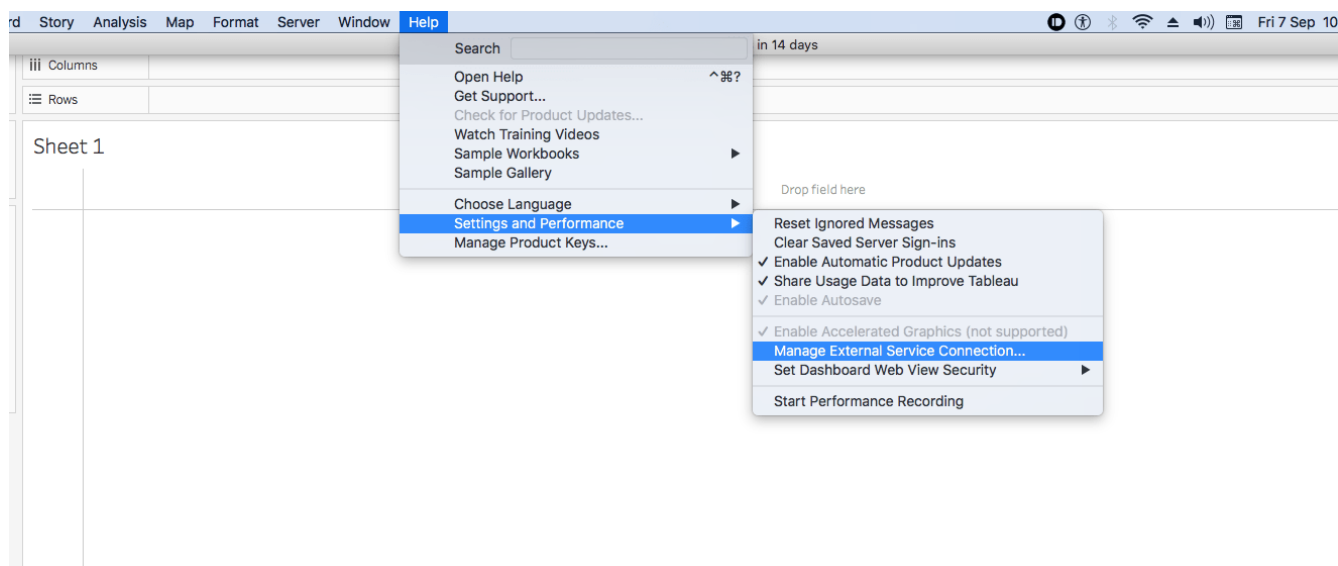 rd Story Analysis Map Format Server Window Help Fri 7 Sep 10
in 14 days
Columns
Rows
Sheet 1
Drop field here
Search
Open Help ^⌘?
Get Support...
Check for Product Updates...
Watch Training Videos
Sample Workbooks
Sample Gallery
Choose Language
Settings and Performance
Manage Product Keys...
Reset Ignored Messages
Clear Saved Server Sign-ins
✓ Enable Automatic Product Updates
✓ Share Usage Data to Improve Tableau
✓ Enable Autosave
✓ Enable Accelerated Graphics (not supported)
Manage External Service Connection...
Set Dashboard Web View Security
Start Performance Recording